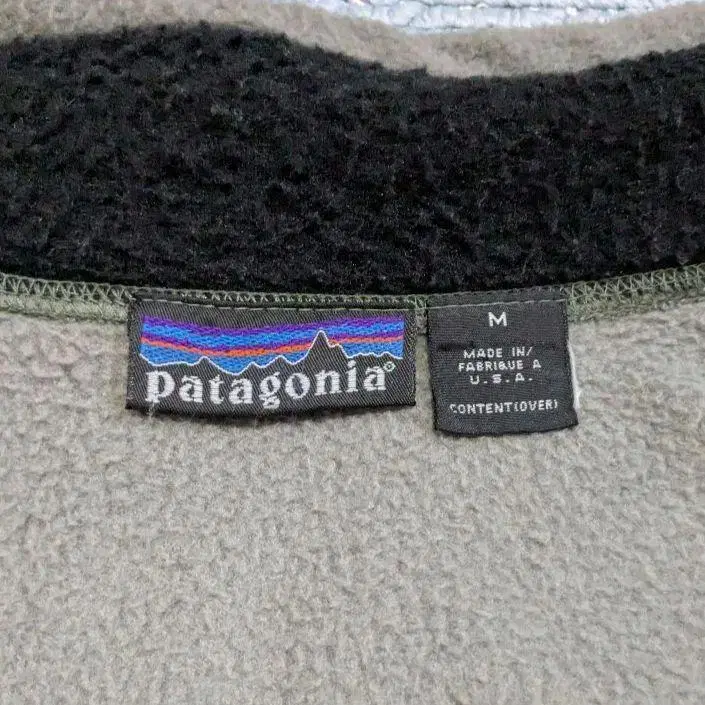 patagonia®
M
MADE IN/
FABRIQUE A
U.S.A.
CONTENT(OVER)